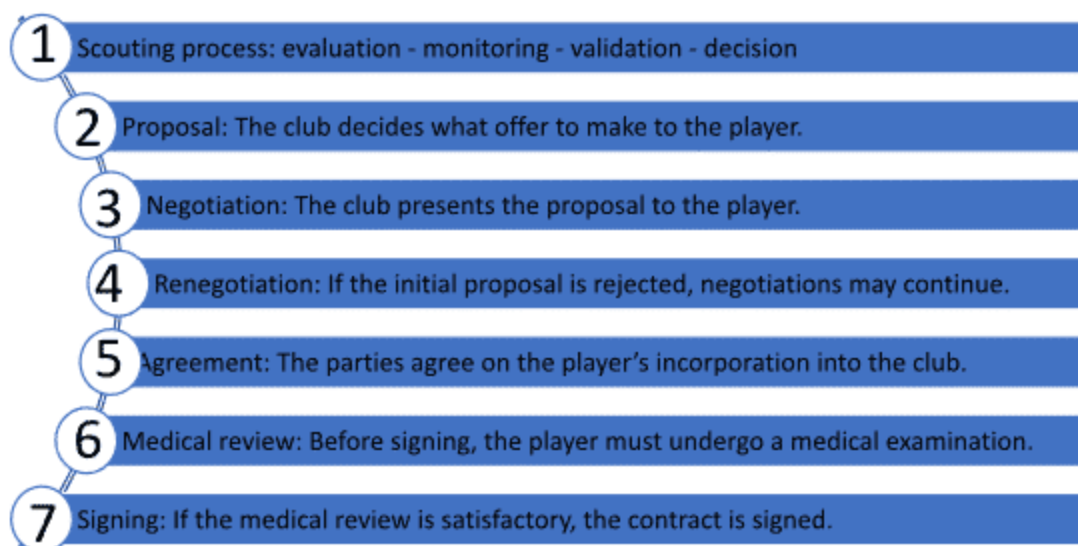 1 Scouting process: evaluation - monitoring - validation - decision
2 Proposal: The club decides what offer to make to the player.
3 Negotiation: The club presents the proposal to the player.
4 Renegotiation: If the initial proposal is rejected, negotiations may continue.
5 Agreement: The parties agree on the player’s incorporation into the club.
6 Medical review: Before signing, the player must undergo a medical examination.
7 Signing: If the medical review is satisfactory, the contract is signed.